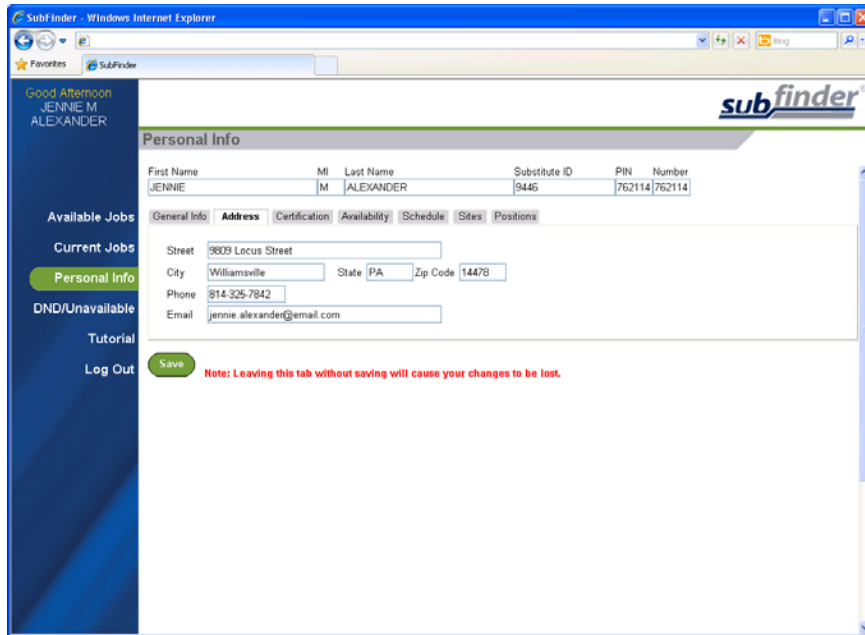 SubFinder - Windows Internet Explorer
Bing
Favorites SubFinder
Good Afternoon
JENNIE M
ALEXANDER
subfinder
Personal Info
First Name MI Last Name Substitute ID PIN Number
JENNIE M ALEXANDER 9446 762114 762114
Available Jobs
Current Jobs
Personal Info
DND/Unavailable
Tutorial
Log Out
General Info Address Certification Availability Schedule Sites Positions
Street 9809 Locus Street
City Williamsville State PA Zip Code 14478
Phone 814-325-7842
Email jennie.alexander@email.com
Save
Note: Leaving this tab without saving will cause your changes to be lost.